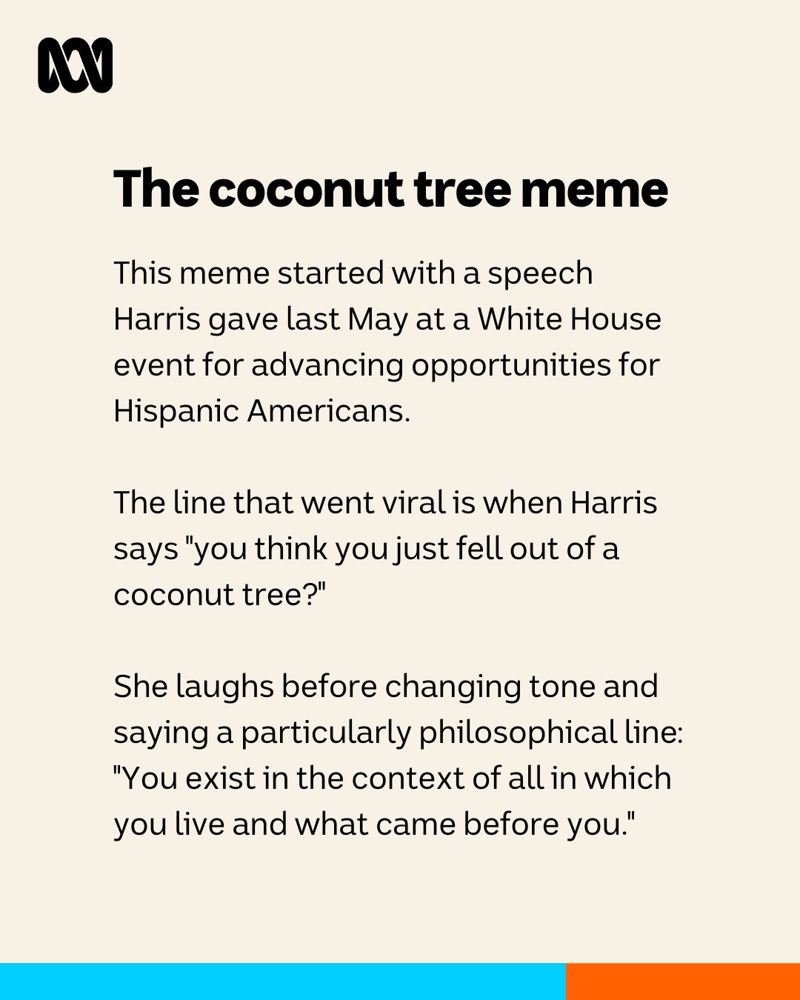 The coconut tree meme
This meme started with a speech
Harris gave last May at a White House
event for advancing opportunities for
Hispanic Americans.
The line that went viral is when Harris
says "you think you just fell out of a
coconut tree?"
She laughs before changing tone and
saying a particularly philosophical line:
"You exist in the context of all in which
you live and what came before you."